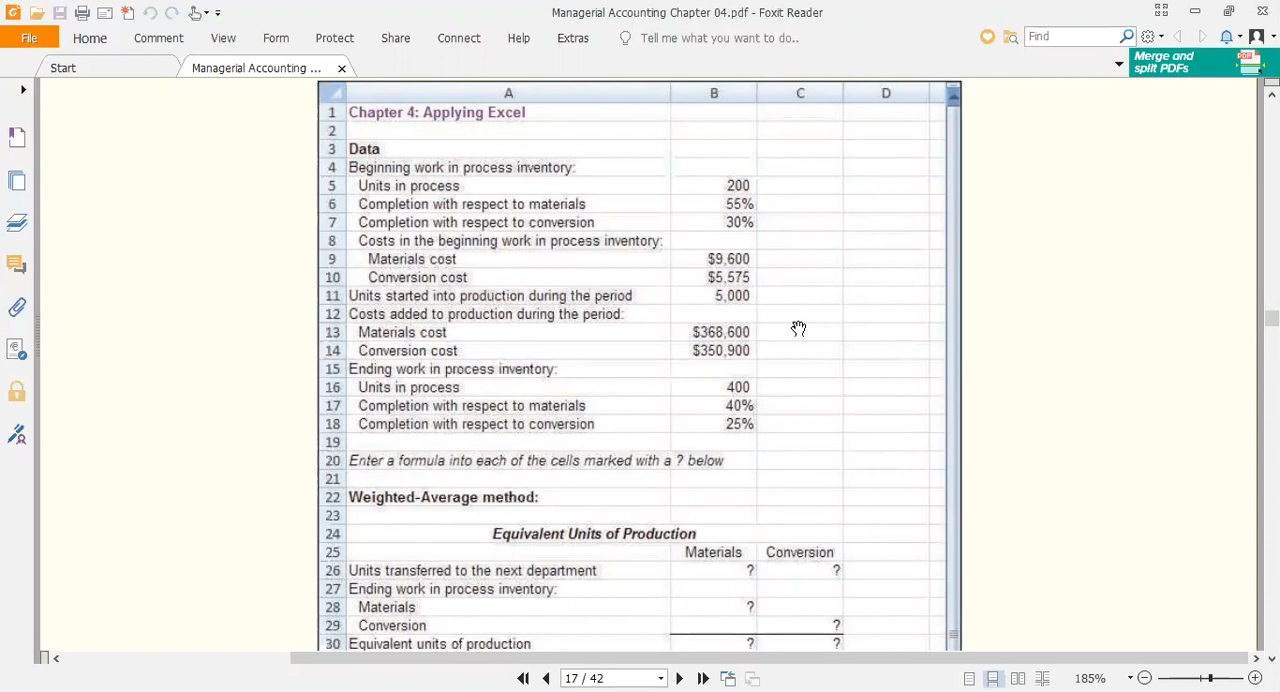 Managerial Accounting Chapter 04.pdf - Foxit Reader
File Home Comment View Form Protect Share Connect Help Extras Tell me what you want to do.. Find
Start Managerial Accounting ... Merge and split PDFs
A B C D
1 Chapter 4: Applying Excel
2
3 Data
4 Beginning work in process inventory:
5 Units in process 200
6 Completion with respect to materials 55%
7 Completion with respect to conversion 30%
8 Costs in the beginning work in process inventory:
9 Materials cost $9,600
10 Conversion cost $5,575
11 Units started into production during the period 5,000
12 Costs added to production during the period:
13 Materials cost $368,600
14 Conversion cost $350,900
15 Ending work in process inventory:
16 Units in process 400
17 Completion with respect to materials 40%
18 Completion with respect to conversion 25%
19
20 Enter a formula into each of the cells marked with a ? below
21
22 Weighted-Average method:
23
24 Equivalent Units of Production
25 Materials Conversion
26 Units transferred to the next department ? ?
27 Ending work in process inventory:
28 Materials ?
29 Conversion ?
30 Equivalent units of production ? ?
17 / 42 185%